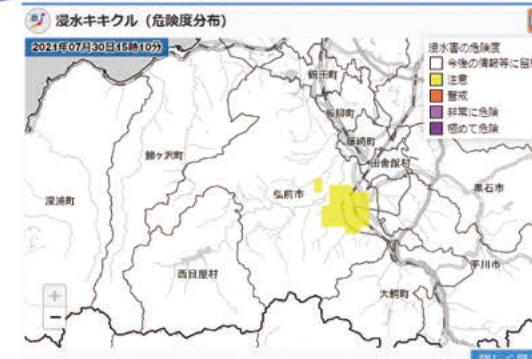 浸水キキクル（危険度分布）
2021年07月30日15時10分
浸水害の危険度
今後の情報等に留
注意
警戒
非常に危険
極めて危険
鶴田町
板柳町
藤崎町
田舎館村
鰺ヶ沢町
黒石市
弘前市
深浦町
西目屋村
平川市
大鰐町
+
−